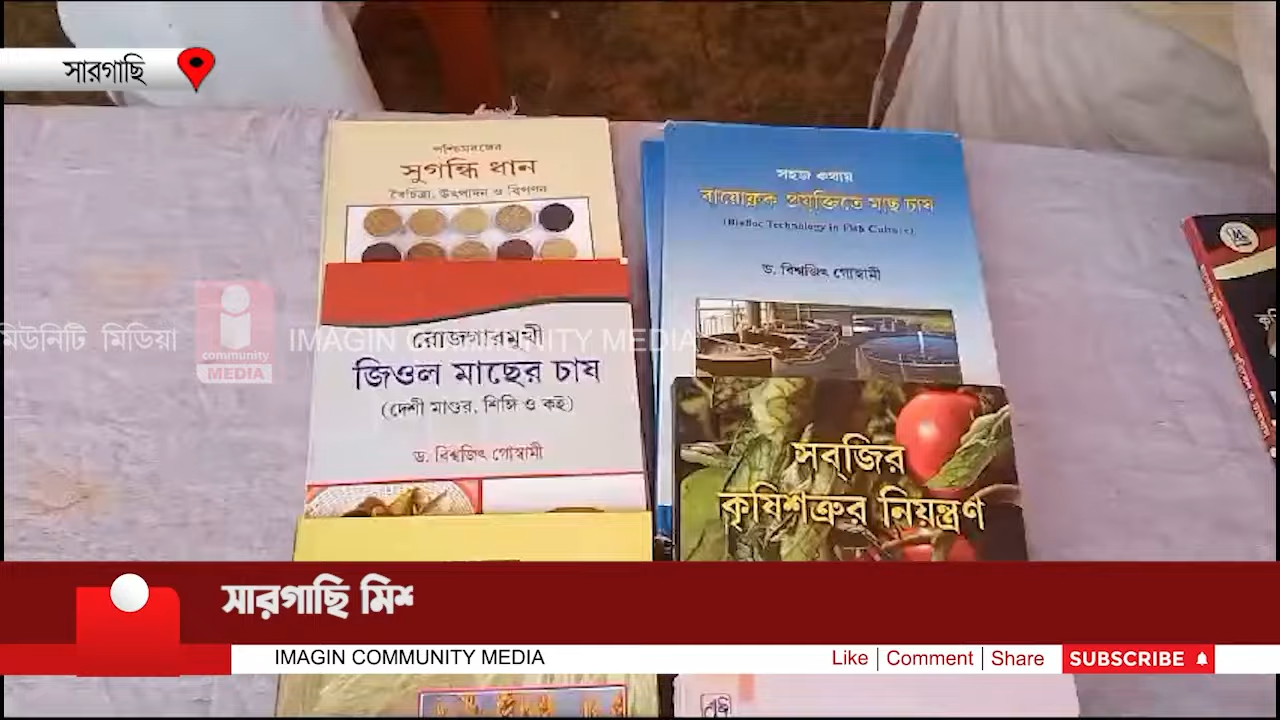 সারগাছি
পশ্চিমবঙ্গের
সুগন্ধি ধান
বৈচিত্র্য, উৎপাদন ও বিপণন
রোজগারমুখী
জিওল মাছের চাষ
(দেশী মাগুর, শিঙ্গি ও কই)
ড. বিশ্বজিৎ গোস্বামী
সহজ কথায়
বায়োফ্লক প্রযুক্তিতে মাছ চাষ
(Biofloc Technology in Fish Culture)
ড. বিশ্বজিৎ গোস্বামী
সবজির
কৃষিশত্রুর নিয়ন্ত্রণ
মিউনিটি মিডিয়া
community
MEDIA
IMAGIN COMMUNITY MEDIA
সারগাছি মিশ
IMAGIN COMMUNITY MEDIA
Like | Comment | Share
SUBSCRIBE